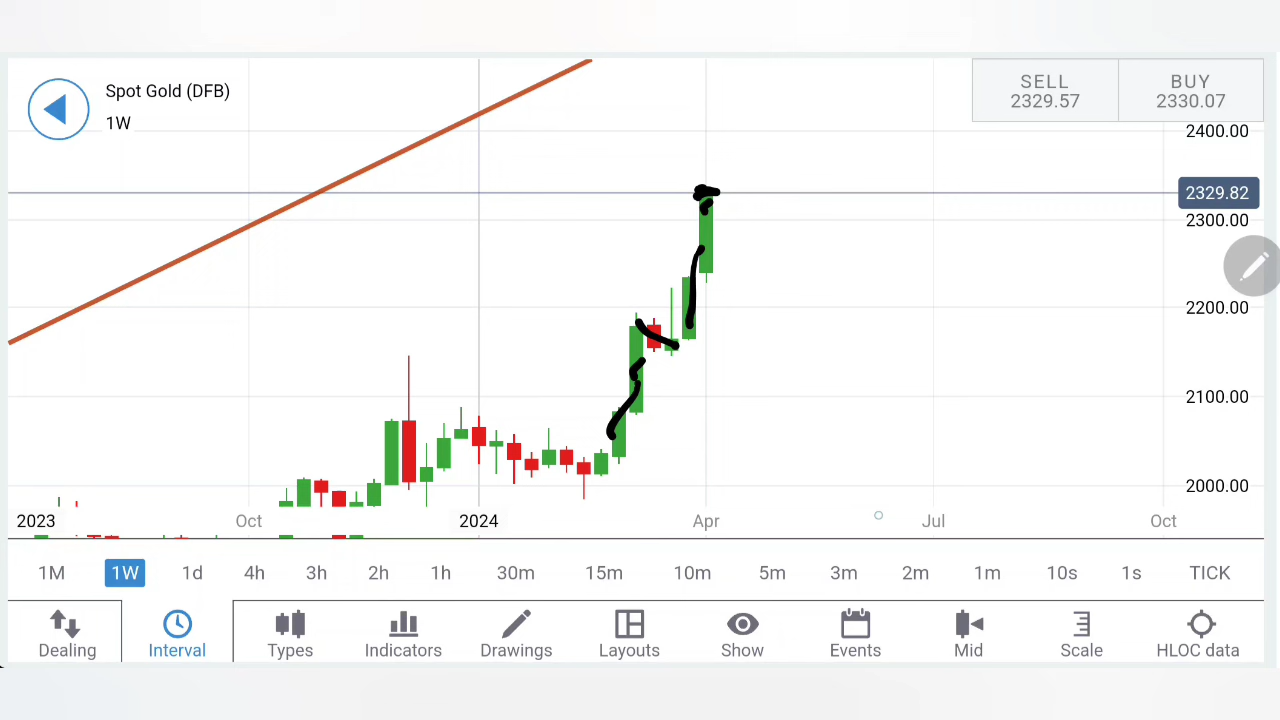 Spot Gold (DFB)
1W
SELL
2329.57
BUY
2330.07
2400.00
2329.82
2300.00
2200.00
2100.00
2000.00
2023 Oct 2024 Apr Jul Oct
1M 1W 1d 4h 3h 2h 1h 30m 15m 10m 5m 3m 2m 1m 10s 1s TICK
Dealing Interval Types Indicators Drawings Layouts Show Events Mid Scale HLOC data